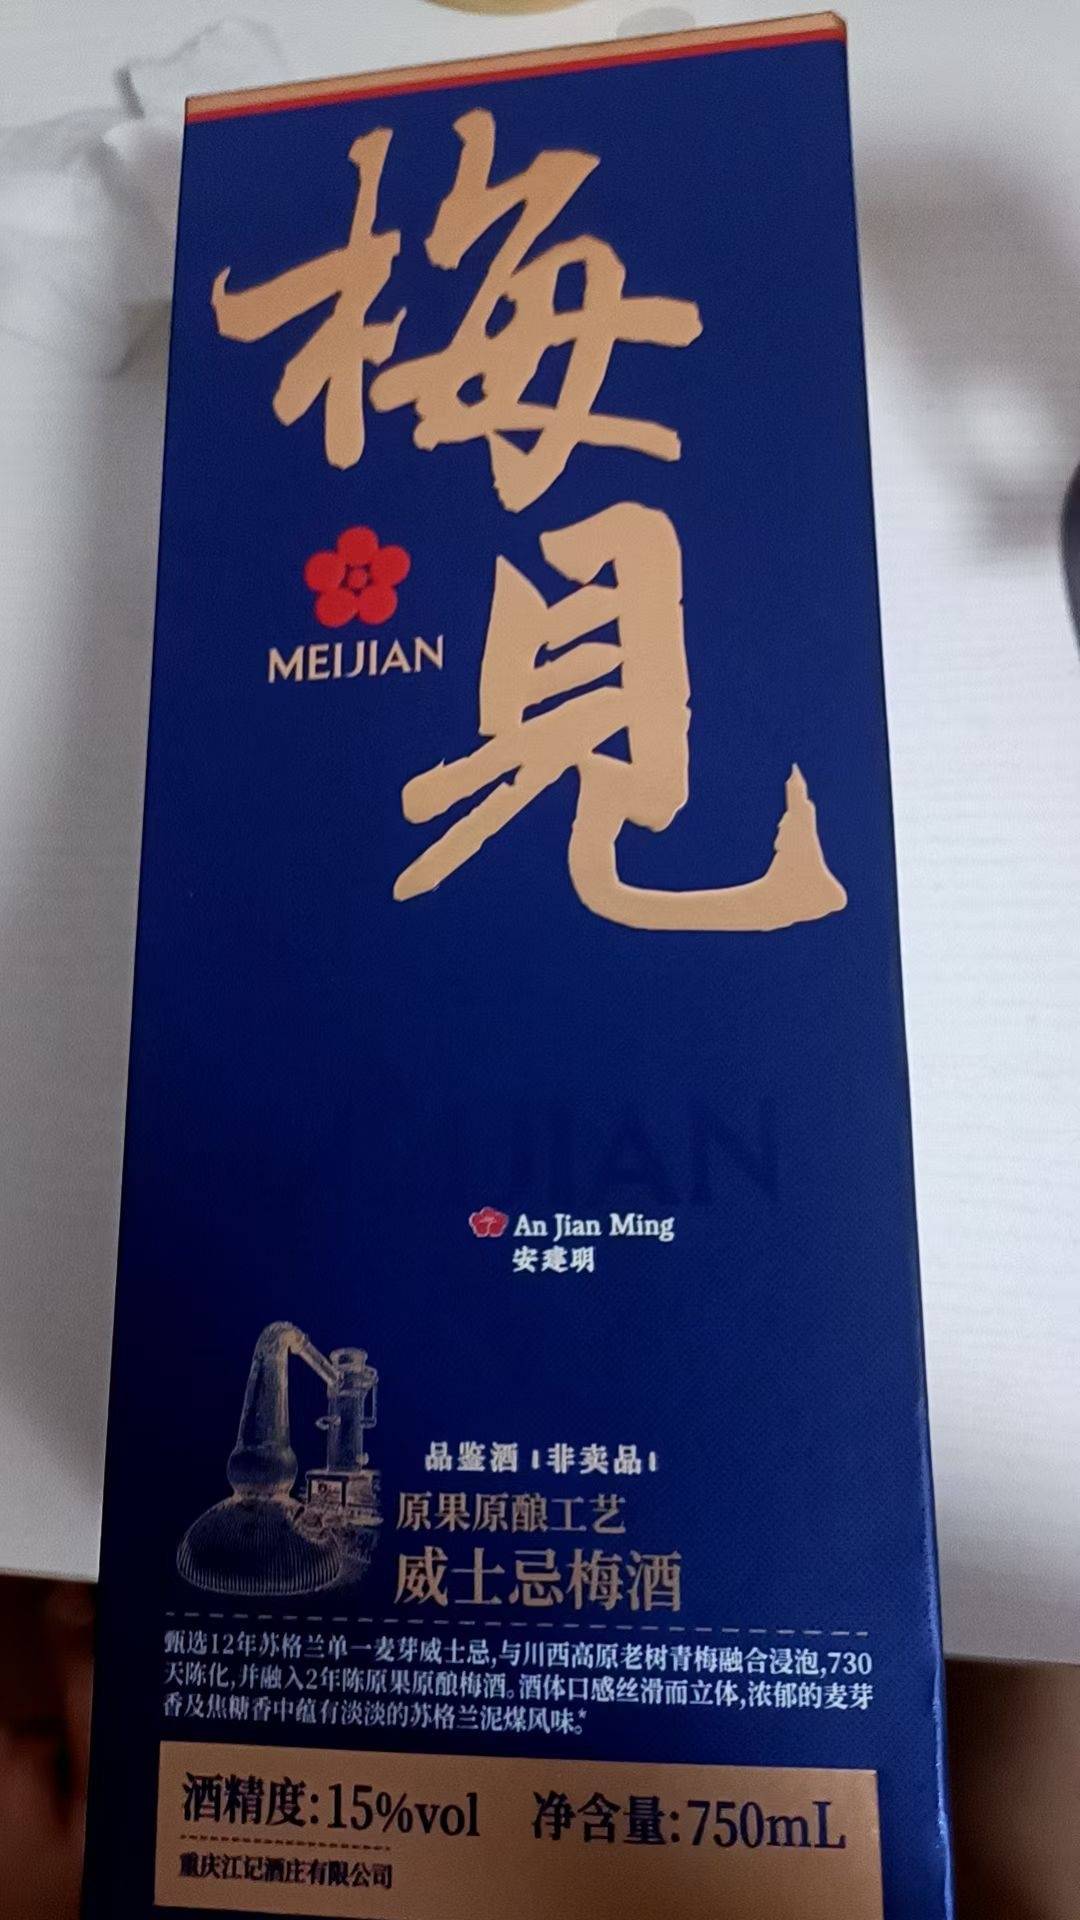 梅見
MEIJIAN
JIAN
An Jian Ming
安建明
品鉴酒 | 非卖品 |
原果原酿工艺
威士忌梅酒
甄选12年苏格兰单一麦芽威士忌,与川西高原老树青梅融合浸泡,730
天陈化,并融入2年陈原果原酿梅酒。酒体口感丝滑而立体,浓郁的麦芽
香及焦糖香中蕴有淡淡的苏格兰泥煤风味。*
酒精度:15%vol 净含量:750mL
重庆江记酒庄有限公司